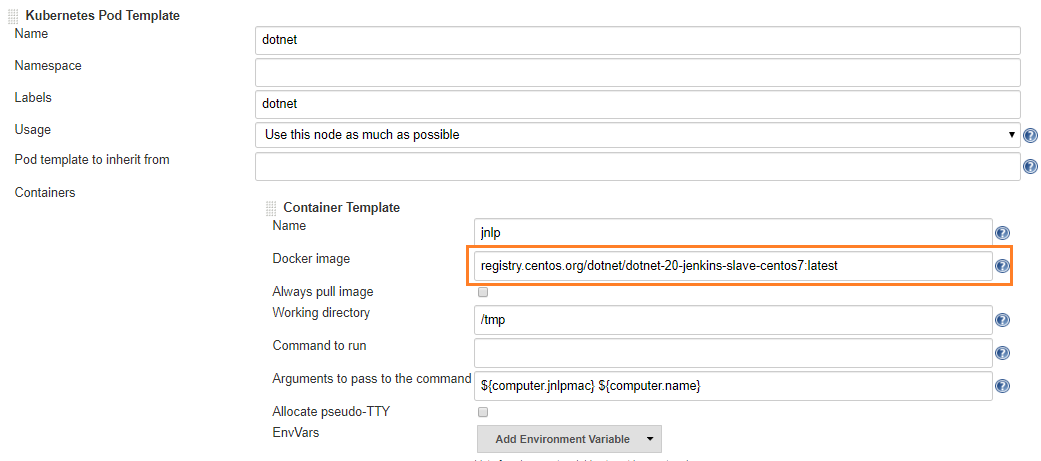 Kubernetes Pod Template
Name
dotnet
Namespace
Labels
dotnet
Usage
Use this node as much as possible
Pod template to inherit from
Containers
Container Template
Name
jnlp
Docker image
registry.centos.org/dotnet/dotnet-20-jenkins-slave-centos7:latest
Always pull image
Working directory
/tmp
Command to run
Arguments to pass to the command
${computer.jnlpmac} ${computer.name}
Allocate pseudo-TTY
EnvVars
Add Environment Variable